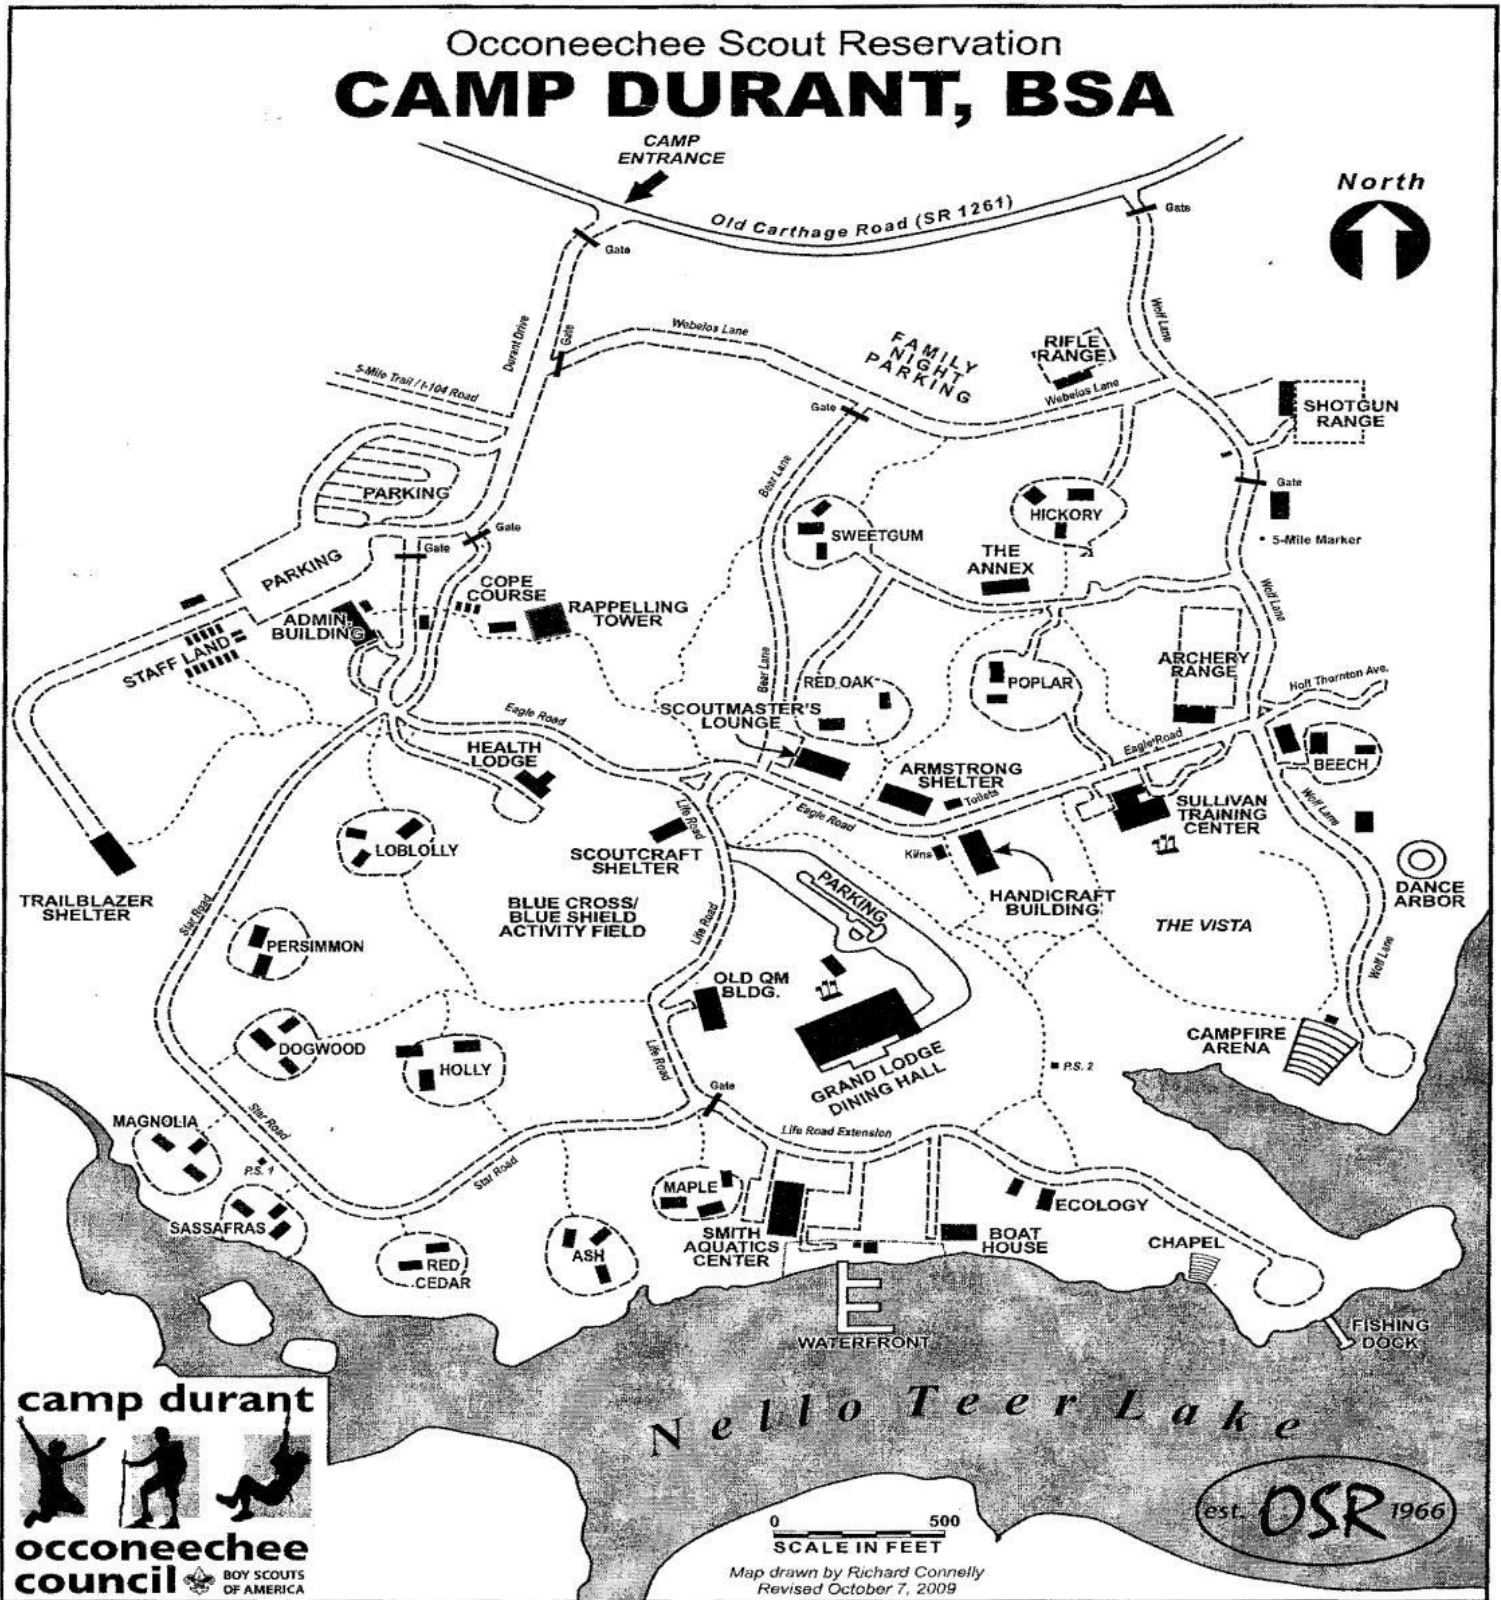 Occoneechee Scout Reservation
CAMP DURANT, BSA
CAMP
ENTRANCE
North
Old Carthage Road (SR 1261)
Gate
Gate
Durant Drive
Gate
Webelos Lane
Wolf Lane
FAMILY
NIGHT
PARKING
RIFLE
RANGE
Webelos Lane
5-Mile Trail / I-104 Road
Gate
SHOTGUN
RANGE
Bear Lane
PARKING
Gate
Gate
Gate
HICKORY
SWEETGUM
5-Mile Marker
PARKING
THE
ANNEX
COPE
COURSE
RAPPELLING
TOWER
ADMIN.
BUILDING
Wolf Lane
STAFF LAND
Bear Lane
ARCHERY
RANGE
RED OAK
POPLAR
Holt Thornton Ave.
SCOUTMASTER'S
LOUNGE
Eagle Road
Eagle Road
HEALTH
LODGE
BEECH
ARMSTRONG
SHELTER
Toilets
SULLIVAN
TRAINING
CENTER
Life Road
Eagle Road
Wolf Lane
LOBLOLLY
SCOUTCRAFT
SHELTER
Kilns
HANDICRAFT
BUILDING
PARKING
DANCE
ARBOR
TRAILBLAZER
SHELTER
Star Road
BLUE CROSS/
BLUE SHIELD
ACTIVITY FIELD
Life Road
THE VISTA
PERSIMMON
Wolf Lane
OLD QM
BLDG.
CAMPFIRE
ARENA
DOGWOOD
HOLLY
Life Road
GRAND LODGE
DINING HALL
P.S. 2
Gate
Star Road
MAGNOLIA
Life Road Extension
P.S. 1
Star Road
MAPLE
ECOLOGY
SASSAFRAS
SMITH
AQUATICS
CENTER
BOAT
HOUSE
CHAPEL
ASH
RED
CEDAR
WATERFRONT
FISHING
DOCK
Nello Teer Lake
camp durant
occoneechee
council
BOY SCOUTS
OF AMERICA
est. OSR 1966
0 500
SCALE IN FEET
Map drawn by Richard Connelly
Revised October 7, 2009